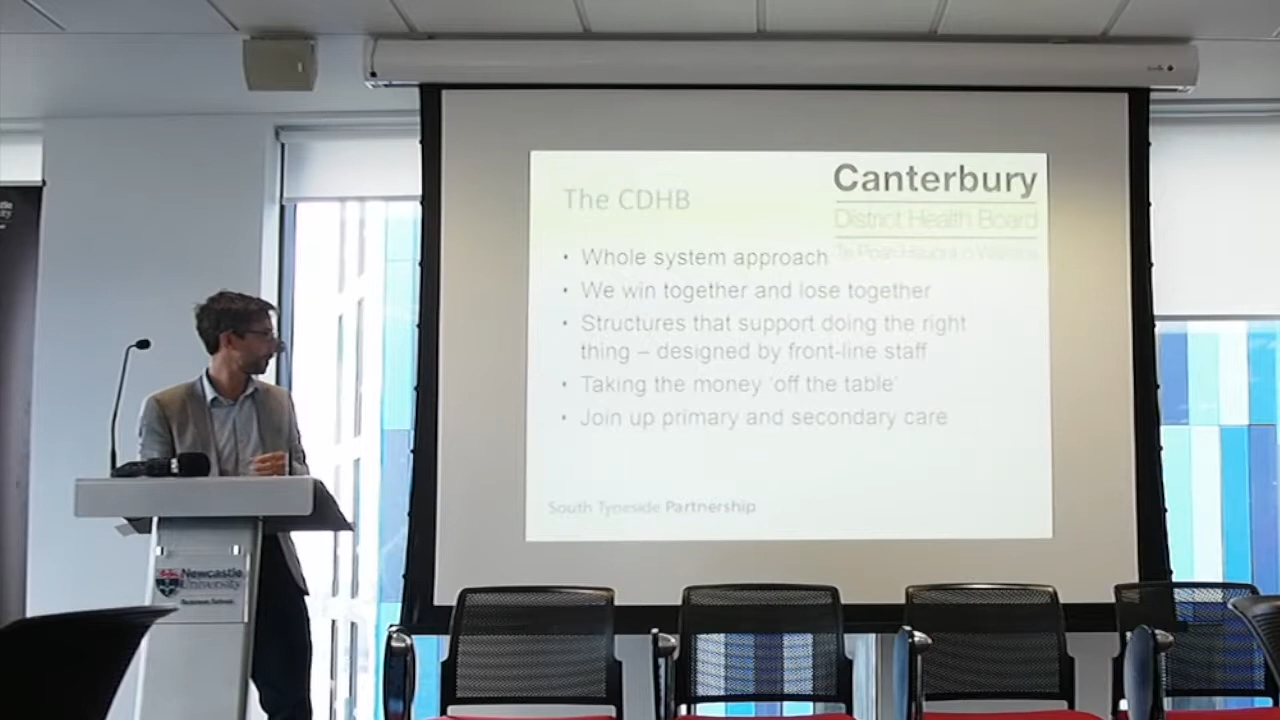 The CDHB
Canterbury
District Health Board
• Whole system approach
• We win together and lose together
• Structures that support doing the right
thing – designed by front-line staff
• Taking the money ‘off the table’
• Join up primary and secondary care
South Tyneside Partnership
Newcastle
University
Business School